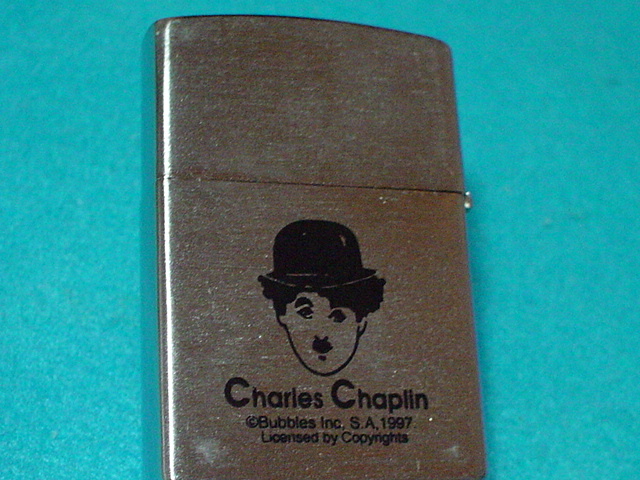 Charles Chaplin
©Bubbles Inc, S.A,1997
Licensed by Copyrights